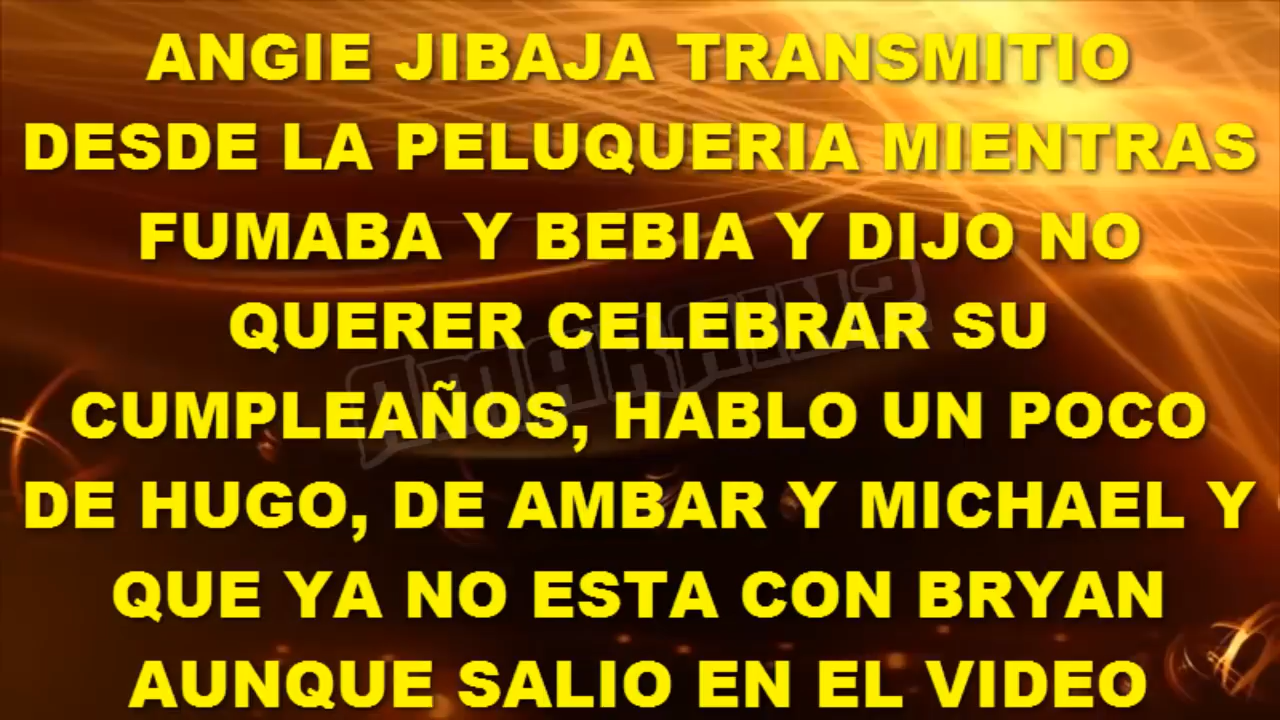 ANGIE JIBAJA TRANSMITIO
DESDE LA PELUQUERIA MIENTRAS
FUMABA Y BEBIA Y DIJO NO
QUERER CELEBRAR SU
CUMPLEAÑOS, HABLO UN POCO
DE HUGO, DE AMBAR Y MICHAEL Y
QUE YA NO ESTA CON BRYAN
AUNQUE SALIO EN EL VIDEO